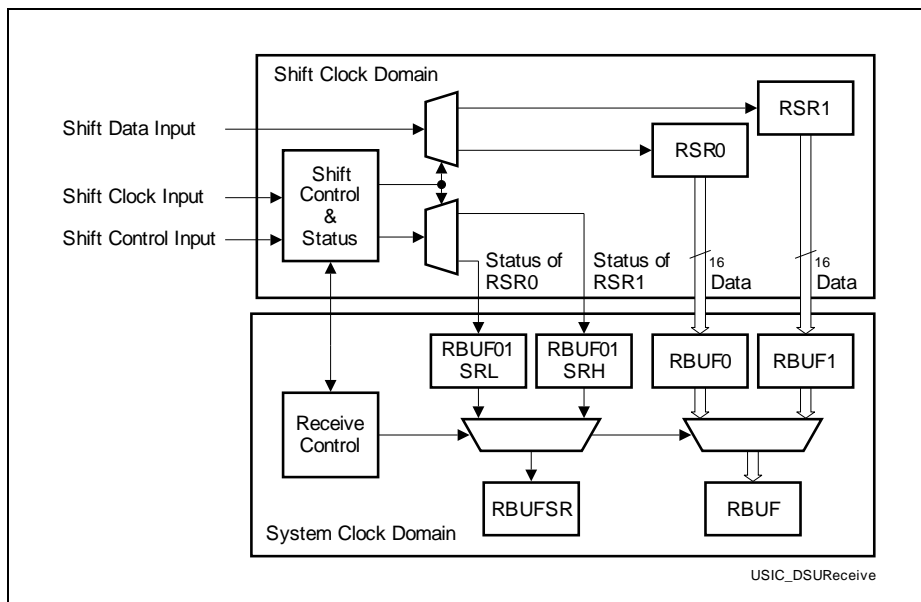 Shift Clock Domain
RSR1
Shift Data Input
RSR0
Shift
Control
&
Status
Shift Clock Input
Shift Control Input
Status of
RSR0
Status of
RSR1
16
Data
16
Data
RBUF01
SRL
RBUF01
SRH
RBUF0
RBUF1
Receive
Control
RBUFSR
RBUF
System Clock Domain
USIC_DSUReceive